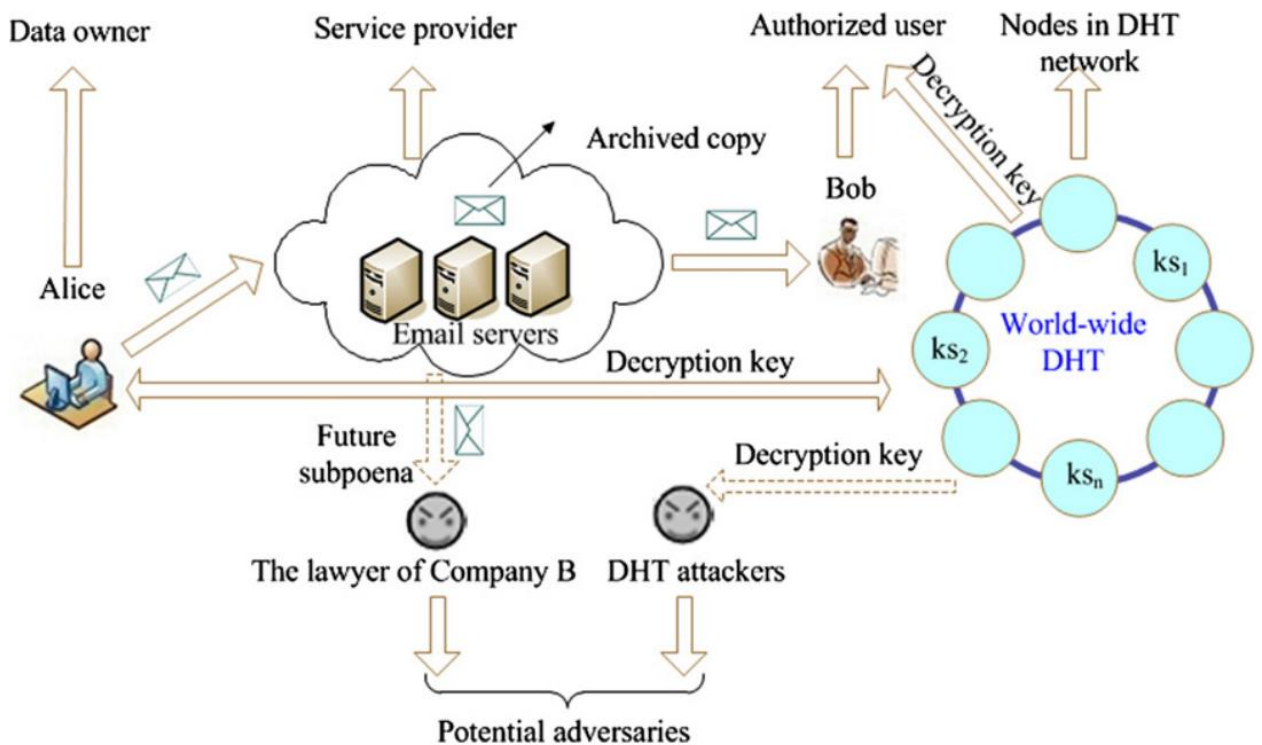 Data owner
Service provider
Authorized user
Nodes in DHT
network
Decryption key
Archived copy
Bob
Alice
Email servers
ks₁
World-wide
DHT
ks₂
Decryption key
Future
subpoena
Decryption key
ksₙ
The lawyer of Company B
DHT attackers
Potential adversaries